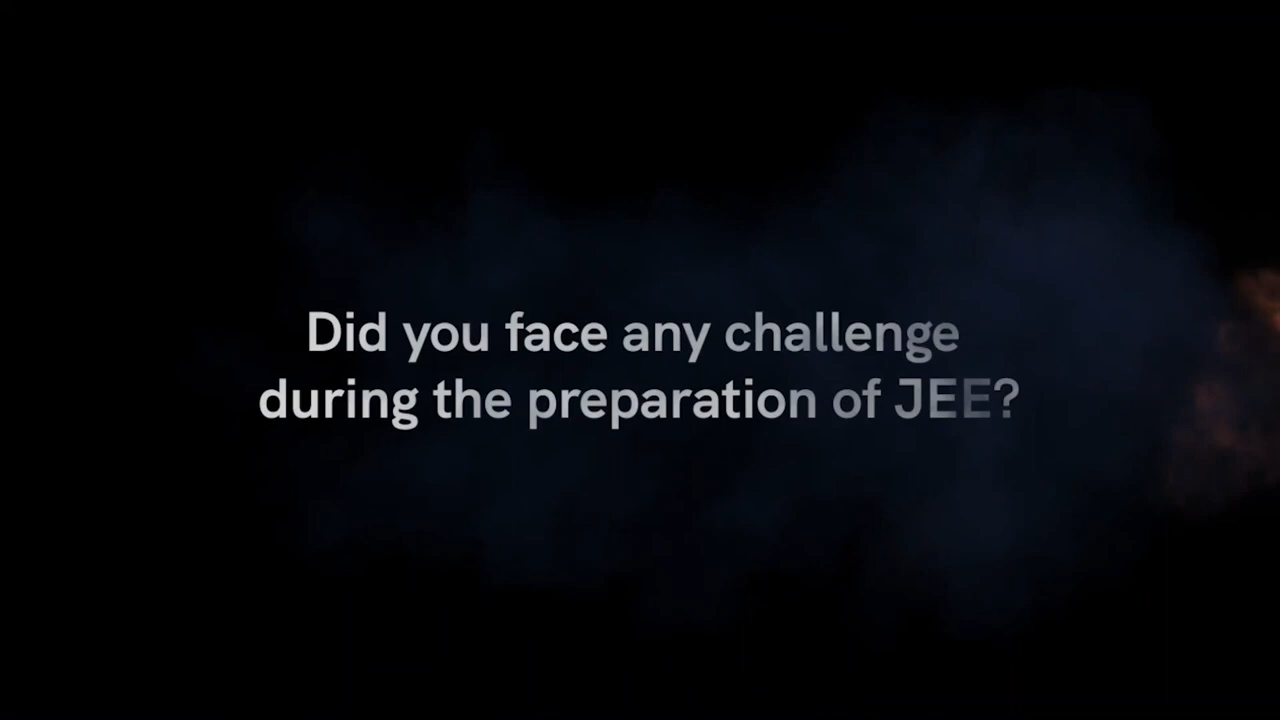 Did you face any challenge
during the preparation of JEE?